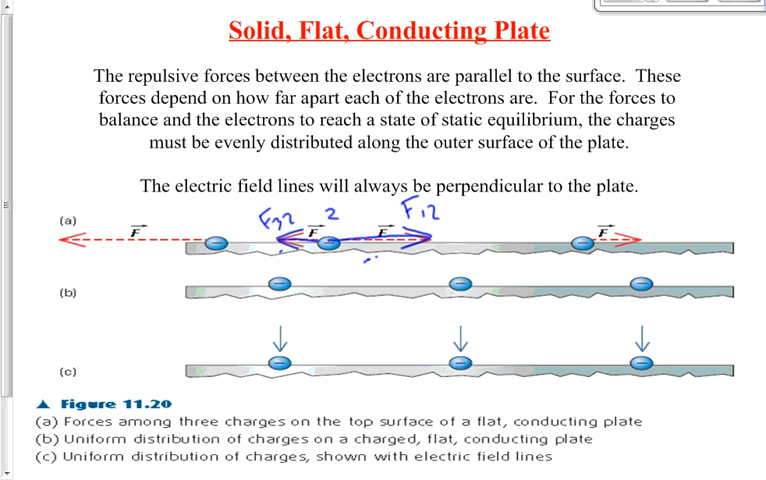 Solid, Flat, Conducting Plate
The repulsive forces between the electrons are parallel to the surface. These
forces depend on how far apart each of the electrons are. For the forces to
balance and the electrons to reach a state of static equilibrium, the charges
must be evenly distributed along the outer surface of the plate.
The electric field lines will always be perpendicular to the plate.
(a) F F32 F 2 F F12 F
(b)
(c)
▲ Figure 11.20
(a) Forces among three charges on the top surface of a flat, conducting plate
(b) Uniform distribution of charges on a charged, flat, conducting plate
(c) Uniform distribution of charges, shown with electric field lines